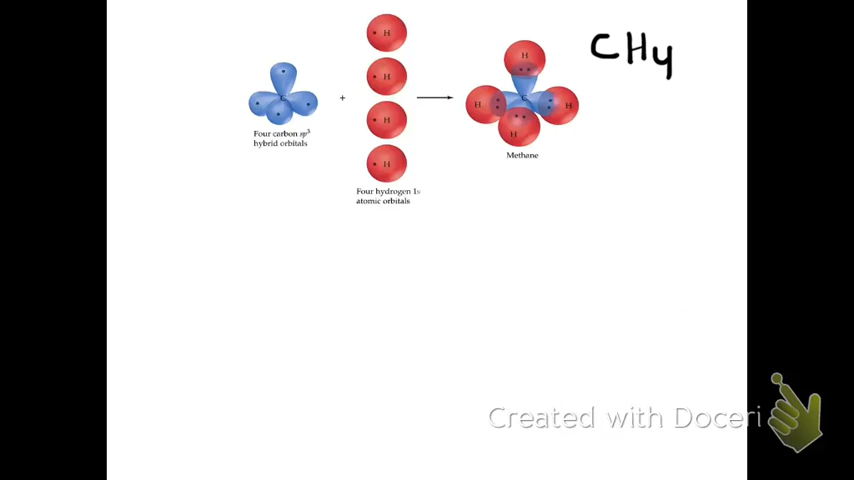 H
H
H
H
C
+
Four carbon sp³
hybrid orbitals
Four hydrogen 1s
atomic orbitals
H
H
C
H
H
Methane
CH4
Created with Doceri